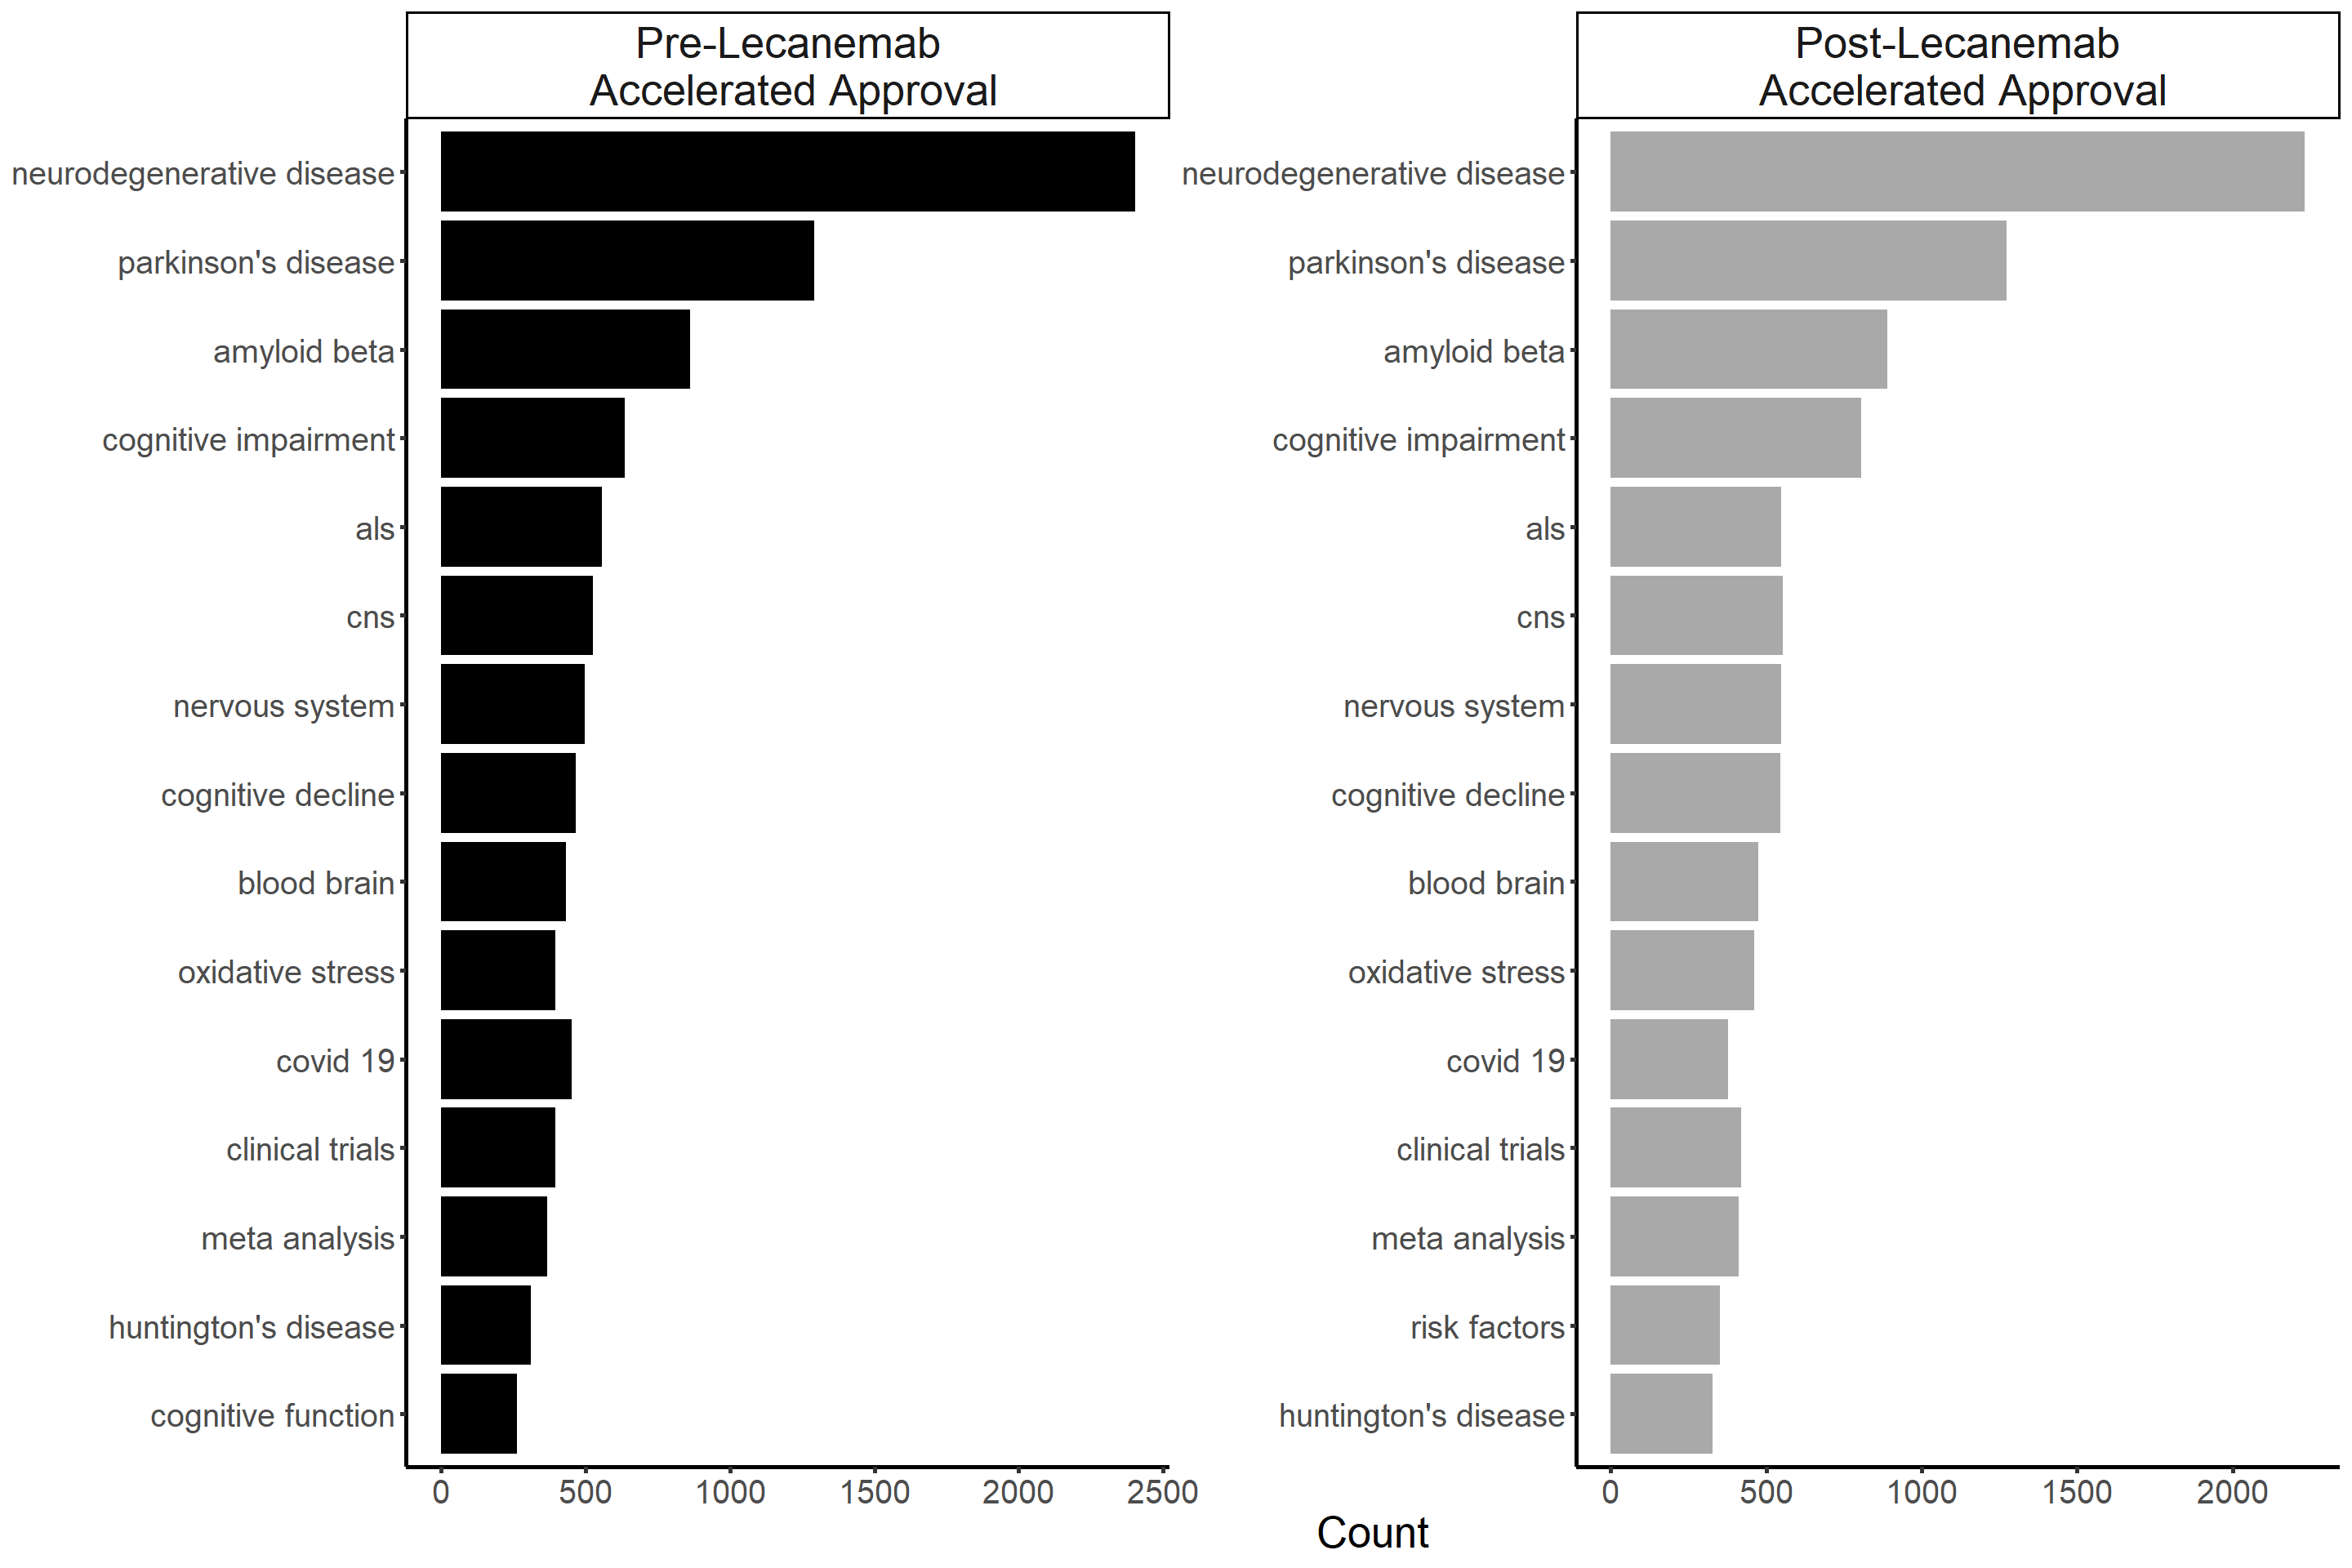 Pre-Lecanemab
Accelerated Approval
neurodegenerative disease
parkinson's disease
amyloid beta
cognitive impairment
als
cns
nervous system
cognitive decline
blood brain
oxidative stress
covid 19
clinical trials
meta analysis
huntington's disease
cognitive function
0 500 1000 1500 2000 2500
Post-Lecanemab
Accelerated Approval
neurodegenerative disease
parkinson's disease
amyloid beta
cognitive impairment
als
cns
nervous system
cognitive decline
blood brain
oxidative stress
covid 19
clinical trials
meta analysis
risk factors
huntington's disease
0 500 1000 1500 2000
Count